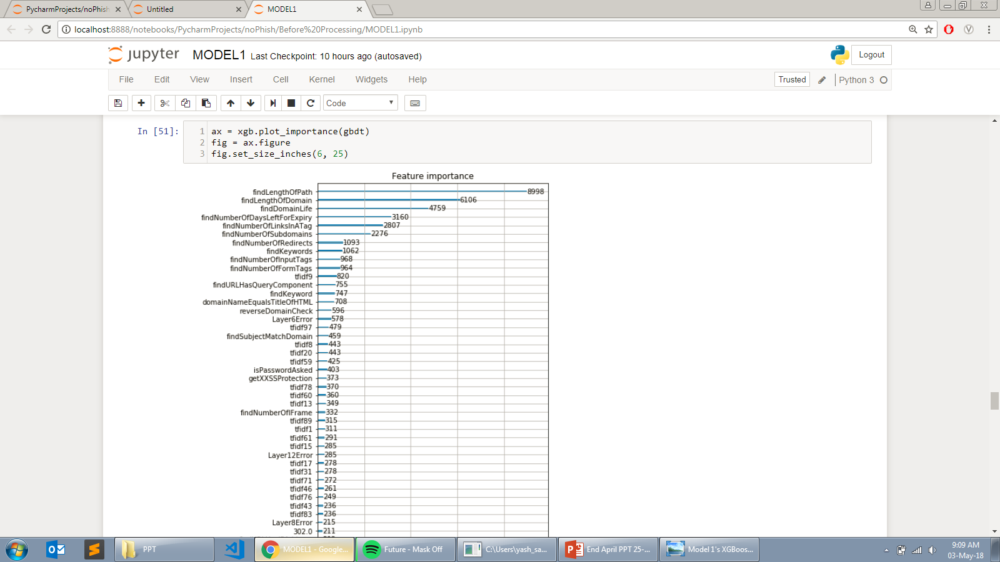 PycharmProjects/noPhish
Untitled
MODEL1
localhost:8888/notebooks/PycharmProjects/noPhish/Before%20Processing/MODEL1.ipynb
jupyter MODEL1 Last Checkpoint: 10 hours ago (autosaved)
Logout
File Edit View Insert Cell Kernel Widgets Help
Trusted
Python 3
Code
In [51]:
1 ax = xgb.plot_importance(gbdt)
2 fig = ax.figure
3 fig.set_size_inches(6, 25)
Feature importance
findLengthOfPath 8998
findLengthOfDomain 6106
findDomainLife 4759
findNumberOfDaysLeftForExpiry 3160
findNumberOfLinksInATag 2807
findNumberOfSubdomains 2276
findNumberOfRedirects 1093
findKeywords 1062
findNumberOfInputTags 968
findNumberOfFormTags 964
tfidf9 820
findURLHasQueryComponent 755
findKeyword 747
domainNameEqualsTitleOfHTML 708
reverseDomainCheck 596
Layer6Error 578
tfidf97 479
findSubjectMatchDomain 459
tfidf8 443
tfidf20 443
tfidf59 425
isPasswordAsked 403
getXXSSProtection 373
tfidf78 370
tfidf60 360
tfidf13 349
findNumberOfIFrame 332
tfidf89 315
tfidf1 311
tfidf61 291
tfidf15 285
Layer12Error 285
tfidf17 278
tfidf31 278
tfidf71 272
tfidf46 261
tfidf76 249
tfidf43 236
tfidf83 236
Layer8Error 215
302.0 211
PPT
MODEL1 - Google...
Future - Mask Off
C:\Users\yash_sa...
End April PPT 25-...
Model 1's XGBoos...
9:09 AM
03-May-18